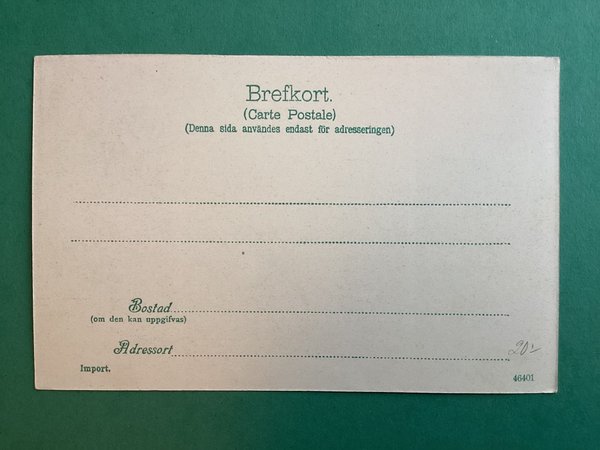 Brefkort.
(Carte Postale)
(Denna sida användes endast för adresseringen)
Bostad
(om den kan uppgifvas)
Adressort
Import.
20:-
46401